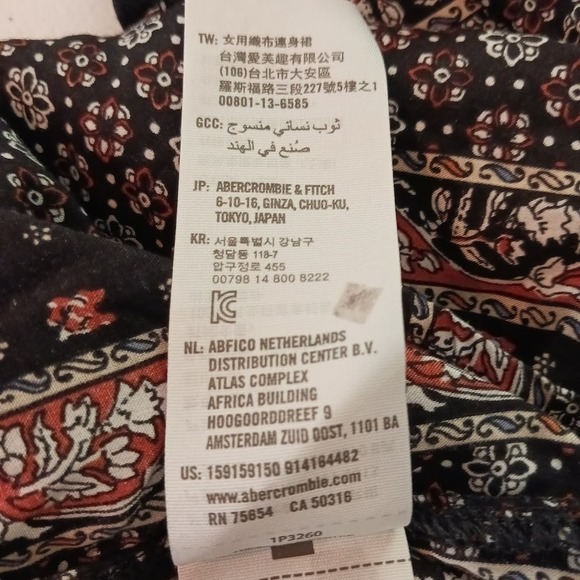 TW: 女用織布連身裙
台灣愛美趣有限公司
(106)台北市大安區
羅斯福路三段227號5樓之1
00801-13-6585
GCC: ثوب نسائي منسوج
صُنع في الهند
JP: ABERCROMBIE & FITCH
6-10-16, GINZA, CHUO-KU,
TOKYO, JAPAN
KR: 서울특별시 강남구
청담동 118-7
압구정로 455
00798 14 800 8222
NL: ABFICO NETHERLANDS
DISTRIBUTION CENTER B.V.
ATLAS COMPLEX
AFRICA BUILDING
HOOGOORDDREEF 9
AMSTERDAM ZUID OOST, 1101 BA
US: 159159150 914164482
www.abercrombie.com
RN 75654 CA 50316
1P3260